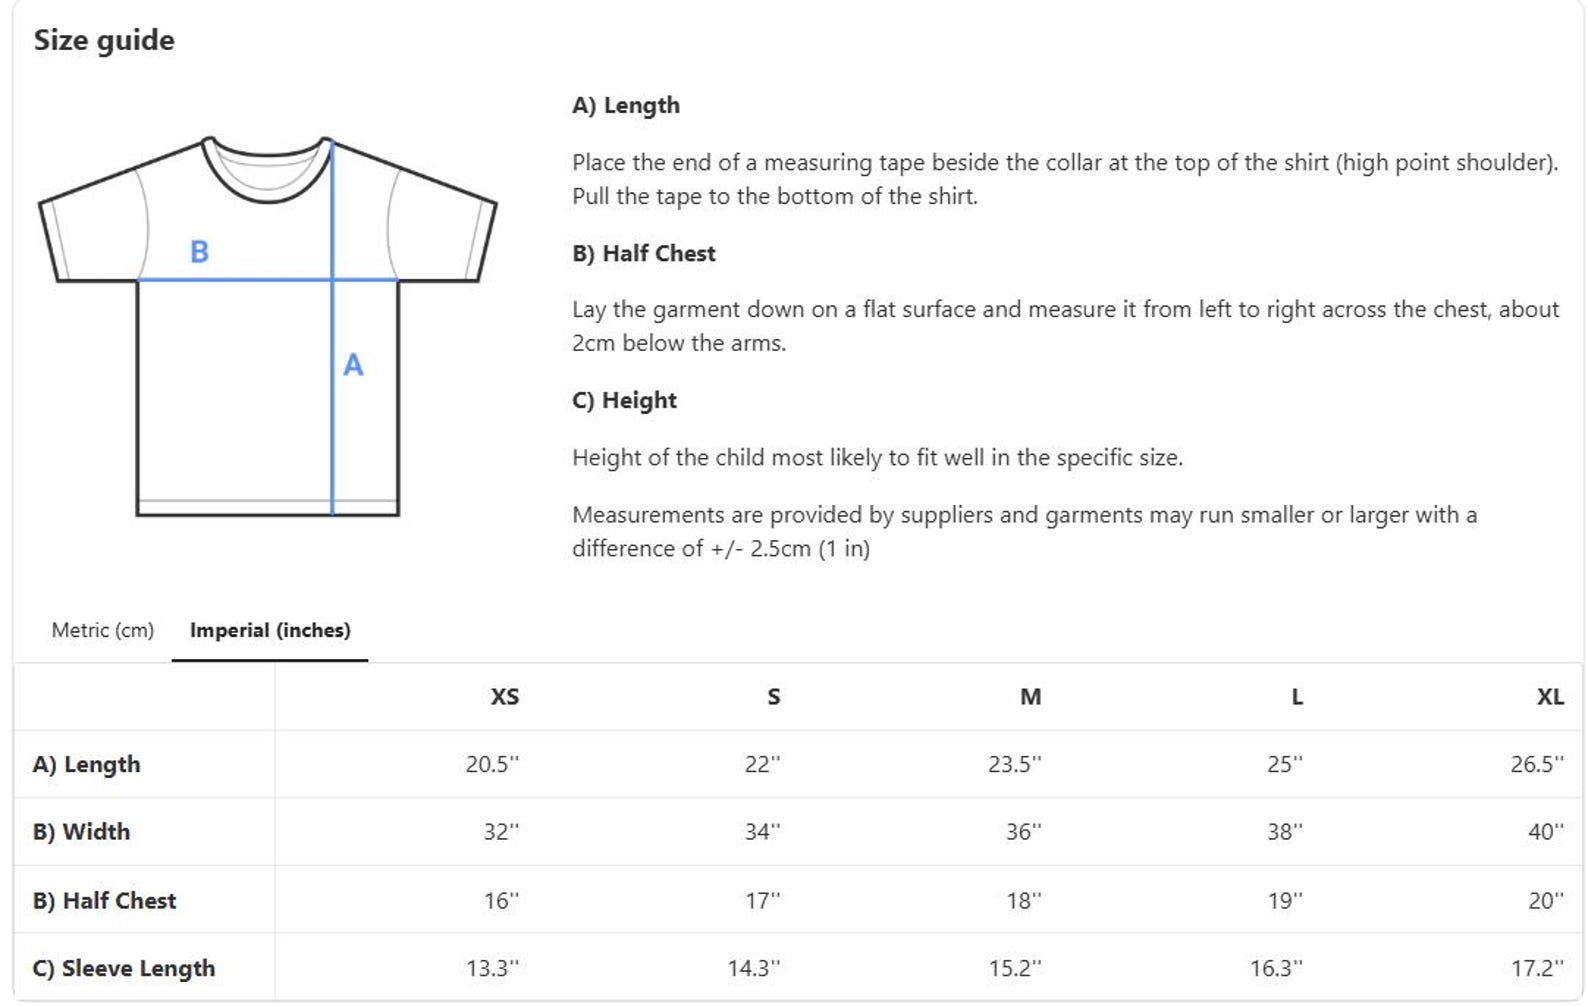 Size guide
A) Length
Place the end of a measuring tape beside the collar at the top of the shirt (high point shoulder).
Pull the tape to the bottom of the shirt.
B) Half Chest
Lay the garment down on a flat surface and measure it from left to right across the chest, about
2cm below the arms.
C) Height
Height of the child most likely to fit well in the specific size.
Measurements are provided by suppliers and garments may run smaller or larger with a
difference of +/- 2.5cm (1 in)
B
A
Metric (cm) Imperial (inches)
XS S M L XL
A) Length 20.5'' 22'' 23.5'' 25'' 26.5''
B) Width 32'' 34'' 36'' 38'' 40''
B) Half Chest 16'' 17'' 18'' 19'' 20''
C) Sleeve Length 13.3'' 14.3'' 15.2'' 16.3'' 17.2''